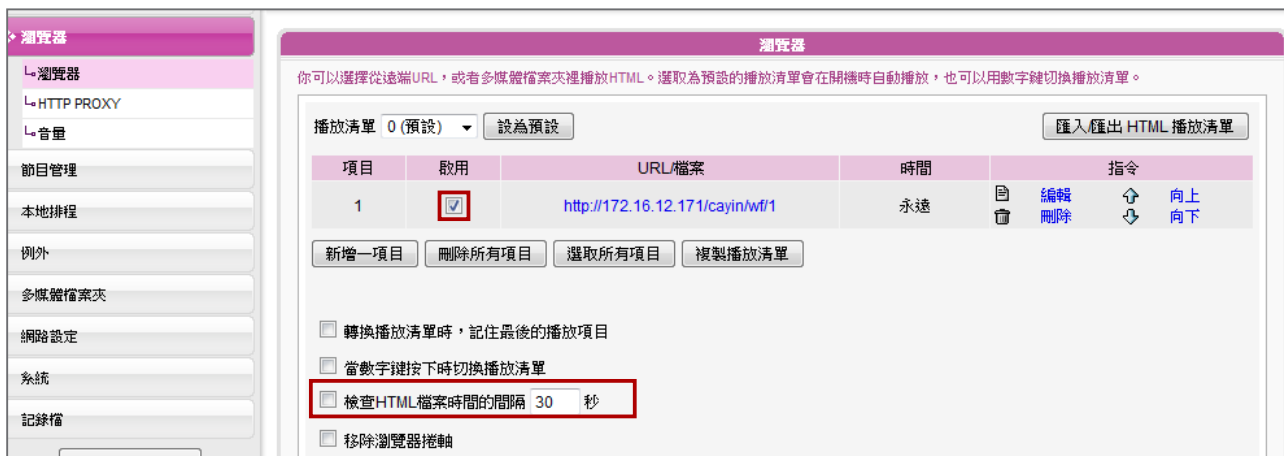 瀏覽器
瀏覽器
HTTP PROXY
音量
節目管理
本地排程
例外
多媒體檔案夾
網路設定
系統
記錄檔
瀏覽器
你可以選擇從遠端URL，或者多媒體檔案夾裡播放HTML。選取為預設的播放清單會在開機時自動播放，也可以用數字鍵切換播放清單。
播放清單 0 (預設) 設為預設 匯入/匯出 HTML 播放清單
項目 啟用 URL/檔案 時間 指令
1 http://172.16.12.171/cayin/wf/1 永遠 編輯 向上
刪除 向下
新增一項目 刪除所有項目 選取所有項目 複製播放清單
轉換播放清單時，記住最後的播放項目
當數字鍵按下時切換播放清單
檢查HTML檔案時間的間隔 30 秒
移除瀏覽器捲軸